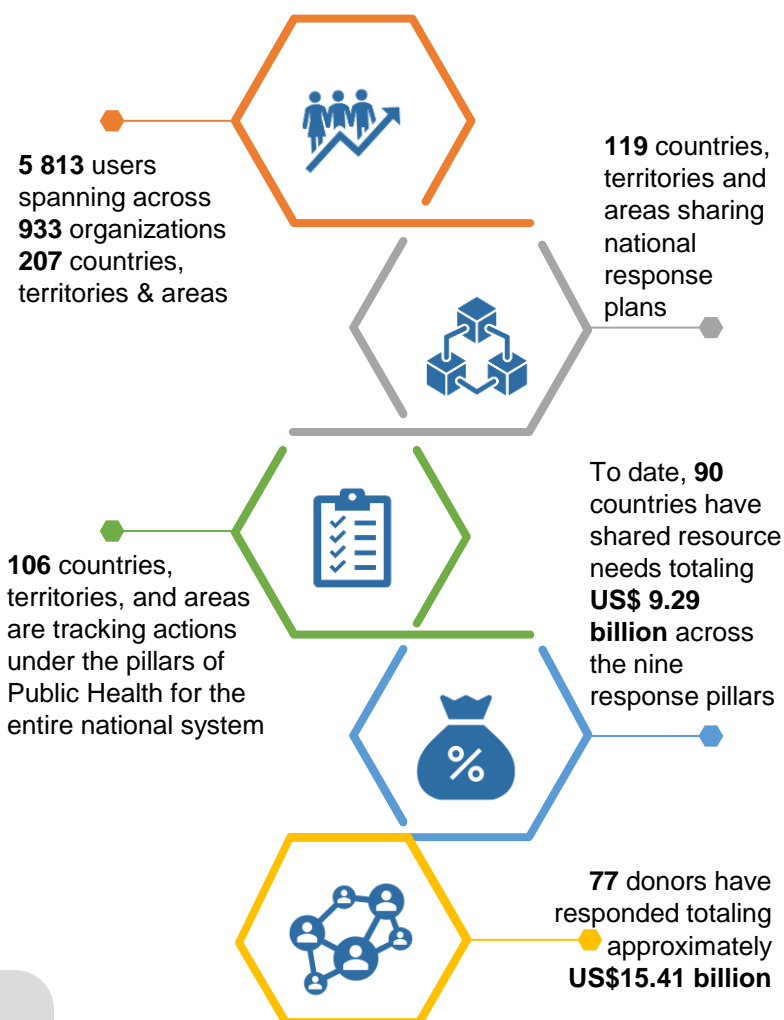 5 813 users
spanning across
933 organizations
207 countries,
territories & areas
119 countries,
territories and
areas sharing
national
response
plans
106 countries,
territories, and areas
are tracking actions
under the pillars of
Public Health for the
entire national system
To date, 90
countries have
shared resource
needs totaling
US$ 9.29
billion across
the nine
response pillars
%
77 donors have
responded totaling
approximately
US$15.41 billion